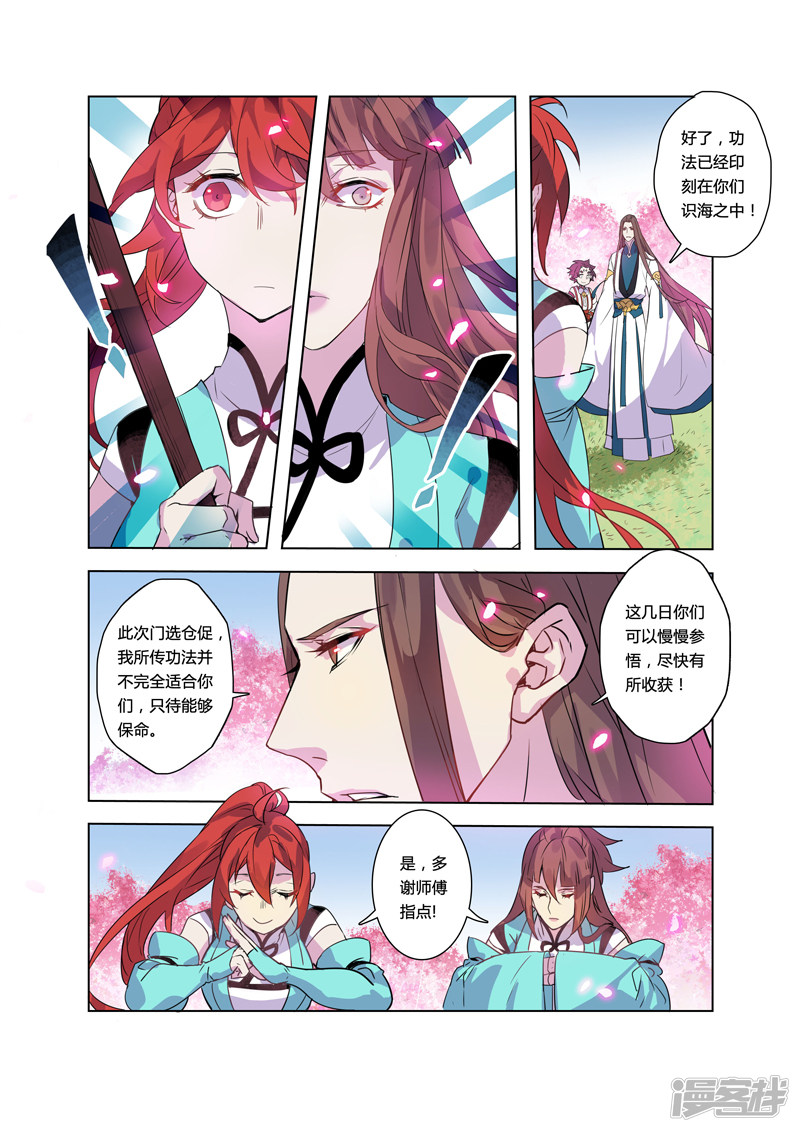 好了，功
法已经印
刻在你们
识海之中！
此次门选仓促，
我所传功法并
不完全适合你
们，只待能够
保命。
这几日你们
可以慢慢参
悟，尽快有
所收获！
是，多
谢师傅
指点!
漫客栈